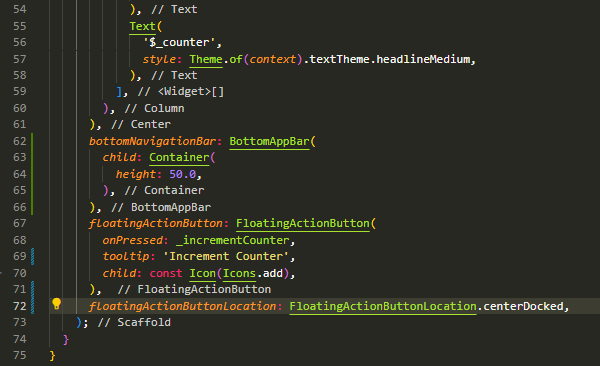 54 ), // Text
55 Text(
56 '$_counter',
57 style: Theme.of(context).textTheme.headlineMedium,
58 ), // Text
59 ], // <Widget>[]
60 ), // Column
61 ), // Center
62 bottomNavigationBar: BottomAppBar(
63 child: Container(
64 height: 50.0,
65 ), // Container
66 ), // BottomAppBar
67 floatingActionButton: FloatingActionButton(
68 onPressed: _incrementCounter,
69 tooltip: 'Increment Counter',
70 child: const Icon(Icons.add),
71 ), // FloatingActionButton
72 floatingActionButtonLocation: FloatingActionButtonLocation.centerDocked,
73 ); // Scaffold
74 }
75 }